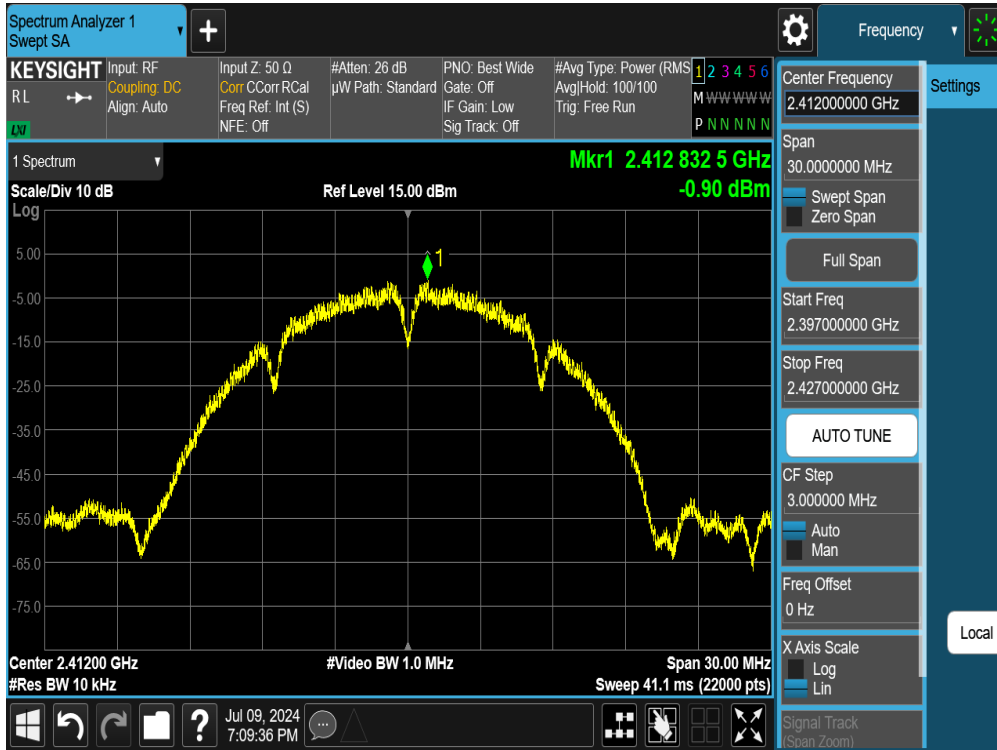 Spectrum Analyzer 1
Swept SA
+
Frequency
KEYSIGHT
R L
LXI
Input: RF
Coupling: DC
Align: Auto
Input Z: 50 Ω
Corr CCorr RCal
Freq Ref: Int (S)
NFE: Off
#Atten: 26 dB
µW Path: Standard
PNO: Best Wide
Gate: Off
IF Gain: Low
Sig Track: Off
#Avg Type: Power (RMS
Avg|Hold: 100/100
Trig: Free Run
1 2 3 4 5 6
M W W W W W
P N N N N N
1 Spectrum
Mkr1 2.412 832 5 GHz
-0.90 dBm
Scale/Div 10 dB
Ref Level 15.00 dBm
Log
1
5.00
-5.00
-15.0
-25.0
-35.0
-45.0
-55.0
-65.0
-75.0
Center 2.41200 GHz
#Video BW 1.0 MHz
Span 30.00 MHz
#Res BW 10 kHz
Sweep 41.1 ms (22000 pts)
Center Frequency
2.412000000 GHz
Span
30.0000000 MHz
Swept Span
Zero Span
Full Span
Start Freq
2.397000000 GHz
Stop Freq
2.427000000 GHz
AUTO TUNE
CF Step
3.000000 MHz
Auto
Man
Freq Offset
0 Hz
X Axis Scale
Log
Lin
Signal Track
(Span Zoom)
Settings
Local
?
Jul 09, 2024
7:09:36 PM